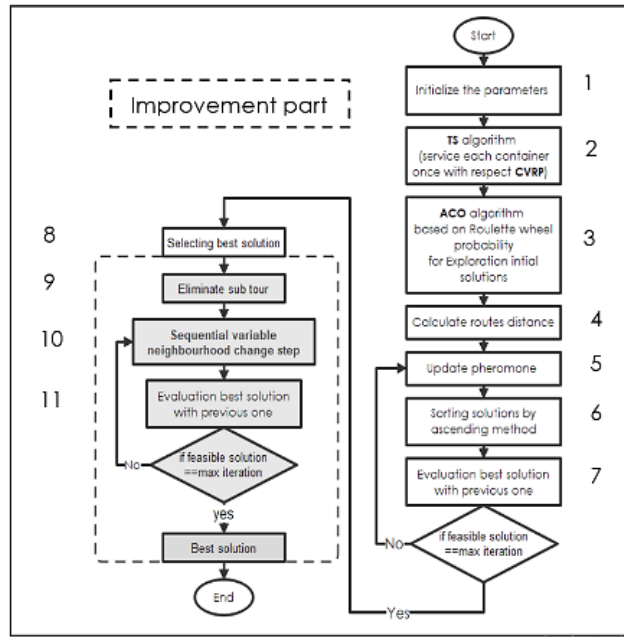 Start
Initialize the parameters
1
TS algorithm
(service each container
once with respect CVRP)
2
ACO algorithm
based on Roulette wheel
probability
for Exploration intial
solutions
3
Calculate routes distance
4
Update pheromone
5
Sorting solutions by
ascending method
6
Evaluation best solution
with previous one
7
if feasible solution
==max iteration
No
Yes
Improvement part
8
Selecting best solution
9
Eliminate sub tour
10
Sequential variable
neighbourhood change step
11
Evaluation best solution
with previous one
if feasible solution
==max iteration
No
yes
Best solution
End